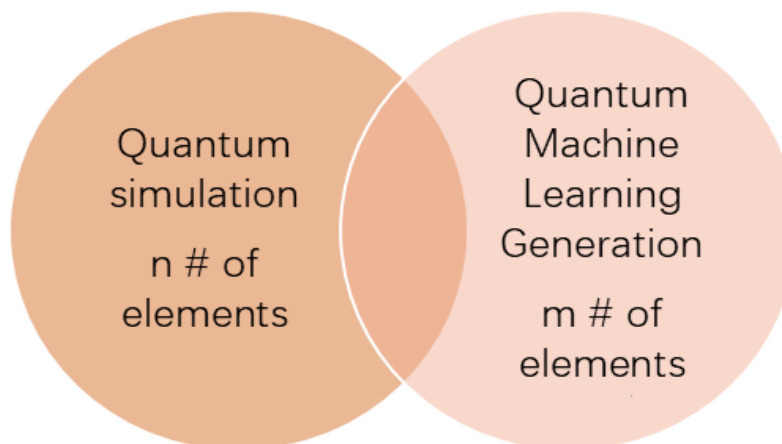 Quantum
simulation
n # of
elements
Quantum
Machine
Learning
Generation
m # of
elements